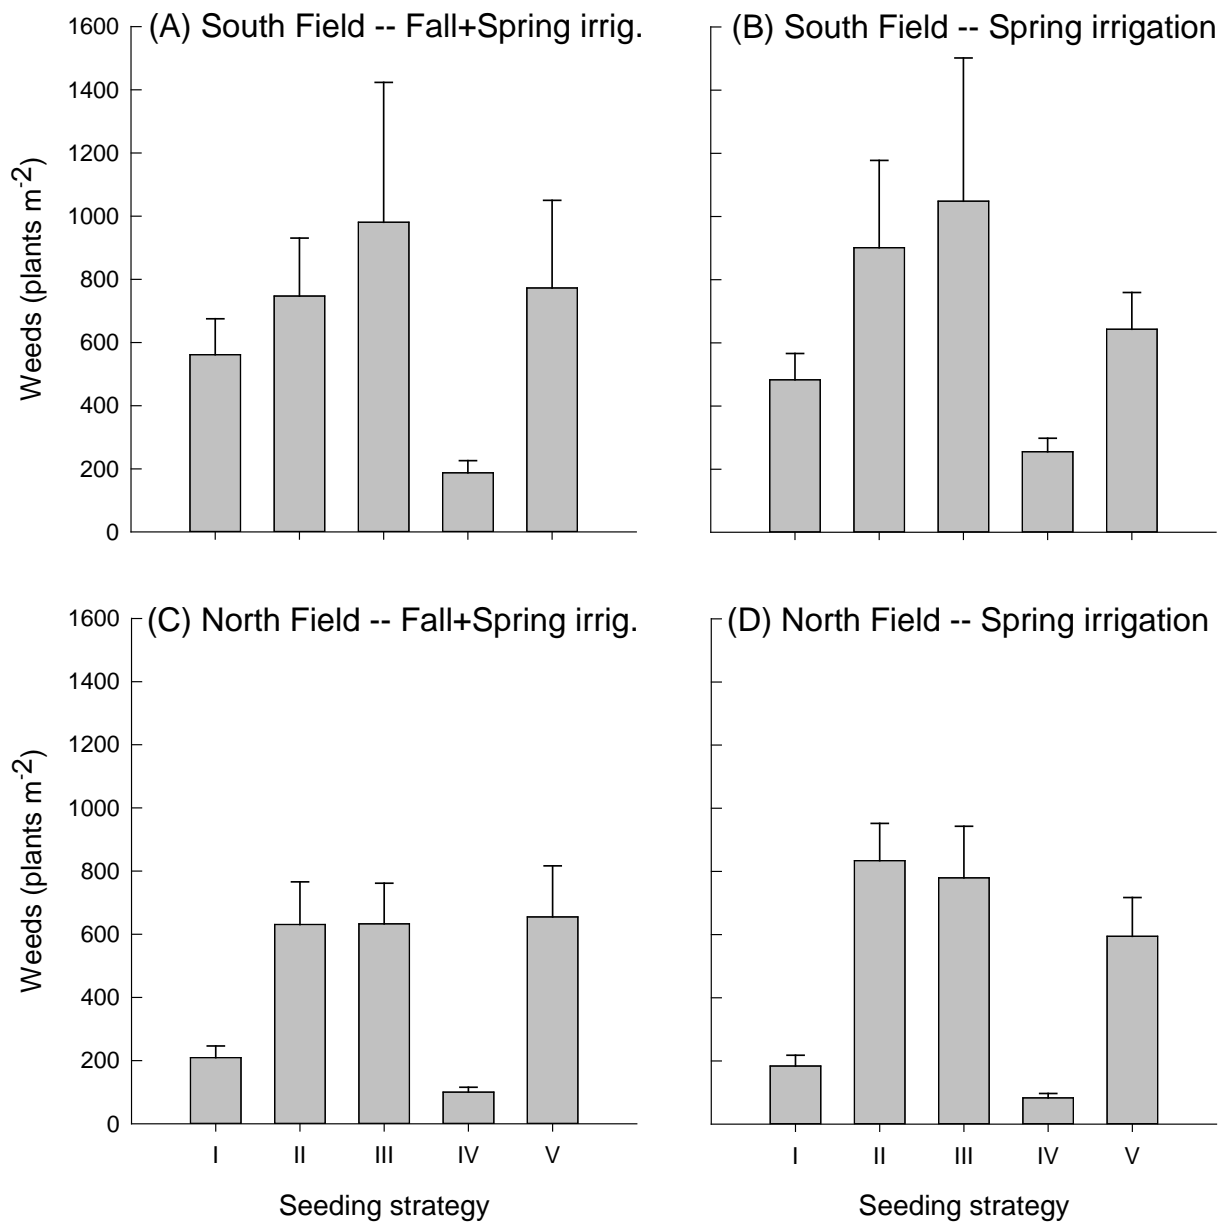 (A) South Field -- Fall+Spring irrig.
(B) South Field -- Spring irrigation
Weeds (plants m-2)
1600
1400
1200
1000
800
600
400
200
0
(C) North Field -- Fall+Spring irrig.
(D) North Field -- Spring irrigation
Weeds (plants m-2)
1600
1400
1200
1000
800
600
400
200
0
I II III IV V
I II III IV V
Seeding strategy
Seeding strategy